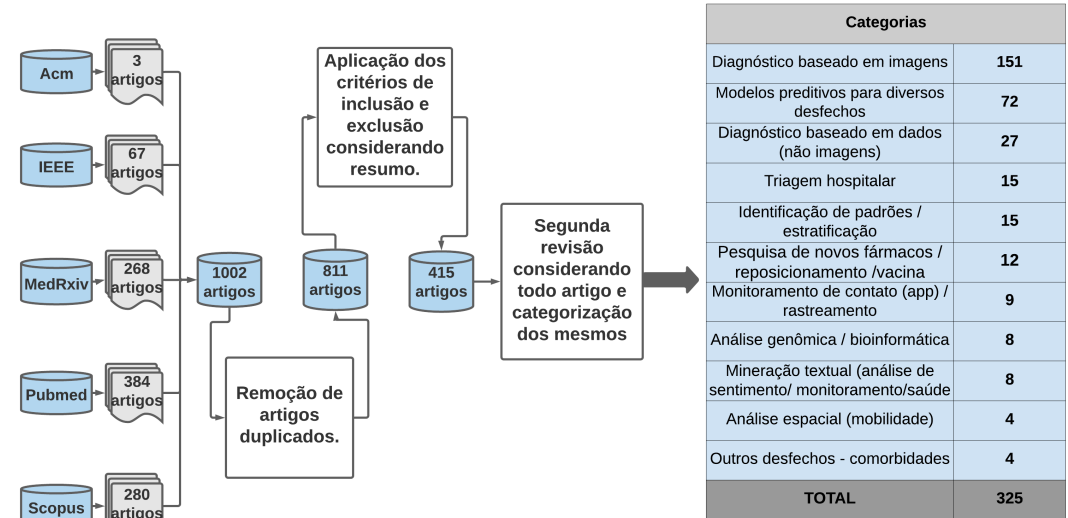 Acm
3
artigos
IEEE
67
artigos
MedRxiv
268
artigos
Pubmed
384
artigos
Scopus
280
artigos
1002
artigos
Remoção de
artigos
duplicados.
811
artigos
Aplicação dos
critérios de
inclusão e
exclusão
considerando
resumo.
415
artigos
Segunda
revisão
considerando
todo artigo e
categorização
dos mesmos
Categorias
Diagnóstico baseado em imagens 151
Modelos preditivos para diversos
desfechos 72
Diagnóstico baseado em dados
(não imagens) 27
Triagem hospitalar 15
Identificação de padrões /
estratificação 15
Pesquisa de novos fármacos /
reposicionamento /vacina 12
Monitoramento de contato (app) /
rastreamento 9
Análise genômica / bioinformática 8
Mineração textual (análise de
sentimento/ monitoramento/saúde 8
Análise espacial (mobilidade) 4
Outros desfechos - comorbidades 4
TOTAL 325